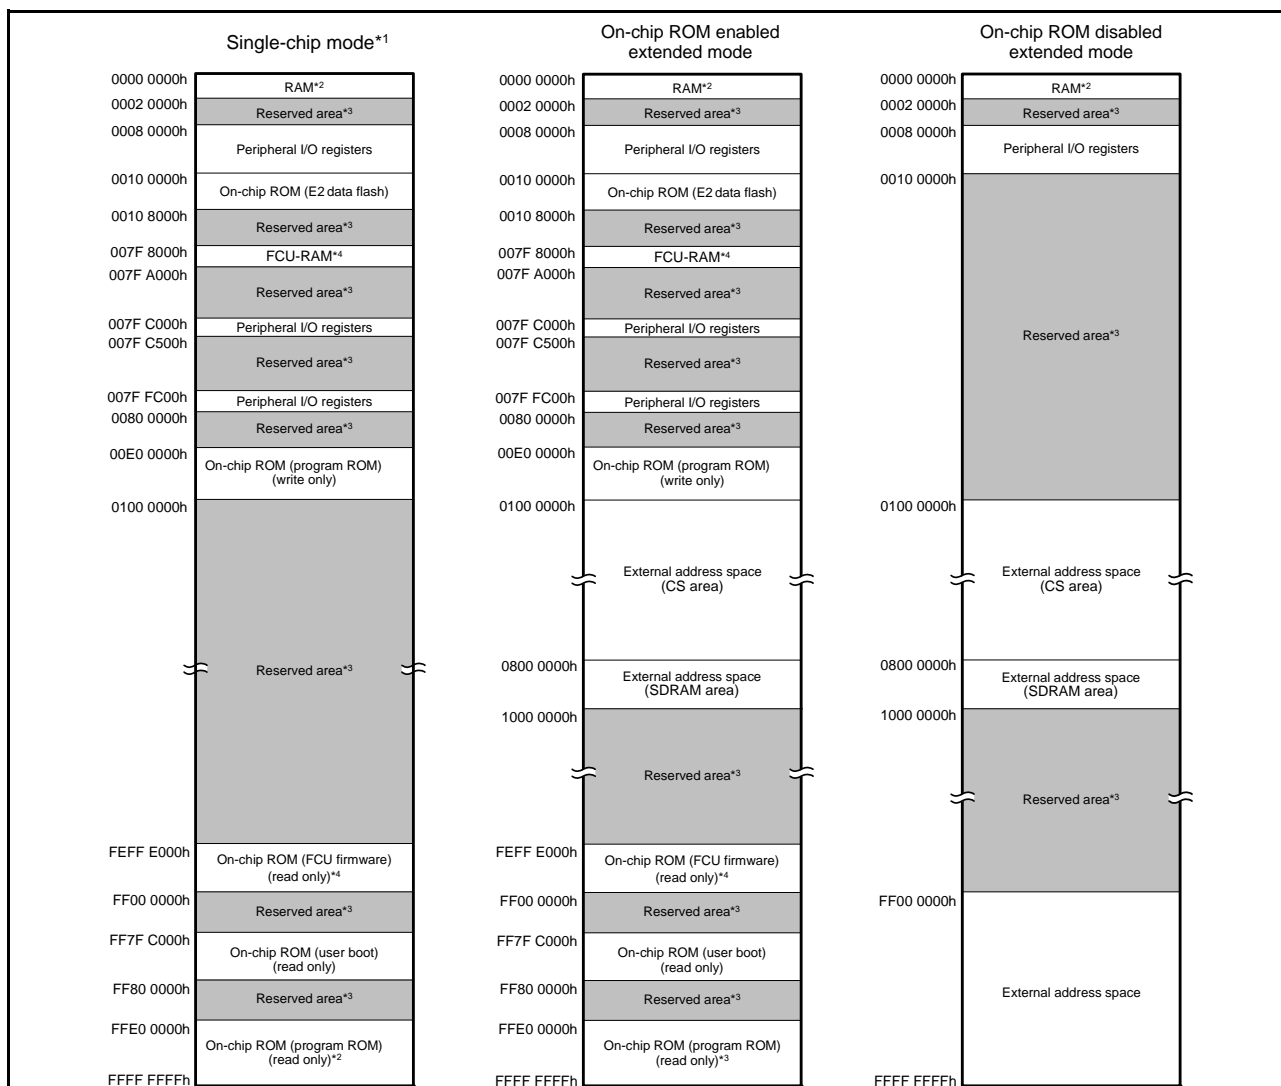 Single-chip mode*1
0000 0000h
RAM*2
0002 0000h
Reserved area*3
0008 0000h
Peripheral I/O registers
0010 0000h
On-chip ROM (E2 data flash)
0010 8000h
Reserved area*3
007F 8000h
FCU-RAM*4
007F A000h
Reserved area*3
007F C000h
Peripheral I/O registers
007F C500h
Reserved area*3
007F FC00h
Peripheral I/O registers
0080 0000h
Reserved area*3
00E0 0000h
On-chip ROM (program ROM)
(write only)
0100 0000h
Reserved area*3
FEFF E000h
On-chip ROM (FCU firmware)
(read only)*4
FF00 0000h
Reserved area*3
FF7F C000h
On-chip ROM (user boot)
(read only)
FF80 0000h
Reserved area*3
FFE0 0000h
On-chip ROM (program ROM)
(read only)*2
FFFF FFFFh
On-chip ROM enabled
extended mode
0000 0000h
RAM*2
0002 0000h
Reserved area*3
0008 0000h
Peripheral I/O registers
0010 0000h
On-chip ROM (E2 data flash)
0010 8000h
Reserved area*3
007F 8000h
FCU-RAM*4
007F A000h
Reserved area*3
007F C000h
Peripheral I/O registers
007F C500h
Reserved area*3
007F FC00h
Peripheral I/O registers
0080 0000h
Reserved area*3
00E0 0000h
On-chip ROM (program ROM)
(write only)
0100 0000h
External address space
(CS area)
0800 0000h
External address space
(SDRAM area)
1000 0000h
Reserved area*3
FEFF E000h
On-chip ROM (FCU firmware)
(read only)*4
FF00 0000h
Reserved area*3
FF7F C000h
On-chip ROM (user boot)
(read only)
FF80 0000h
Reserved area*3
FFE0 0000h
On-chip ROM (program ROM)
(read only)*3
FFFF FFFFh
On-chip ROM disabled
extended mode
0000 0000h
RAM*2
0002 0000h
Reserved area*3
0008 0000h
Peripheral I/O registers
0010 0000h
Reserved area*3
0100 0000h
External address space
(CS area)
0800 0000h
External address space
(SDRAM area)
1000 0000h
Reserved area*3
FF00 0000h
External address space
FFFF FFFFh